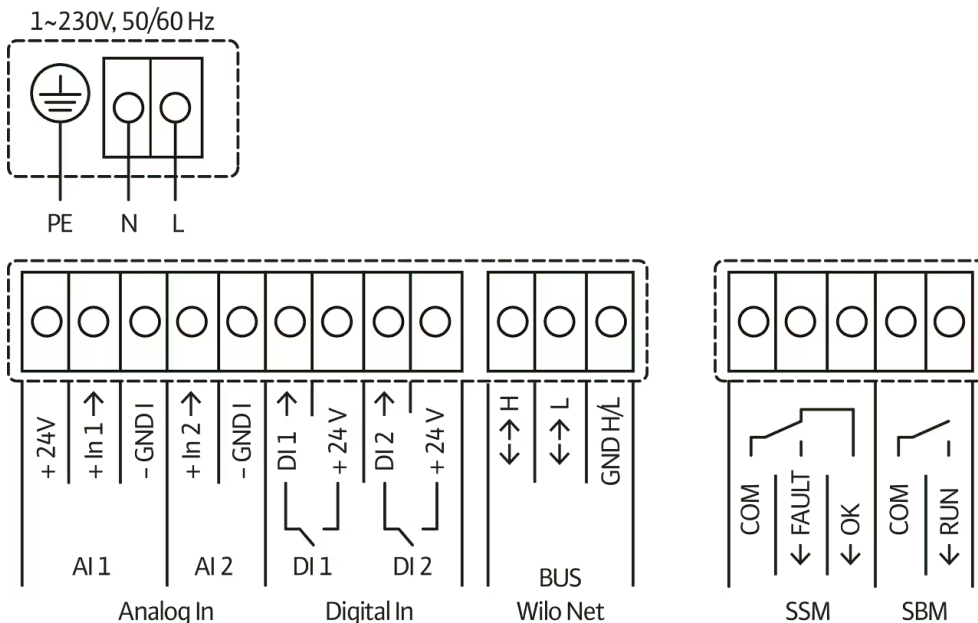 1~230V, 50/60 Hz
PE N L
+ 24V
+ In 1 →
- GND I
+ In 2 →
- GND I
DI 1 →
+ 24 V
DI 2 →
+ 24 V
↔ H
↔ L
GND H/L
COM
← FAULT
← OK
COM
← RUN
AI 1 AI 2 DI 1 DI 2 BUS
Analog In Digital In Wilo Net SSM SBM